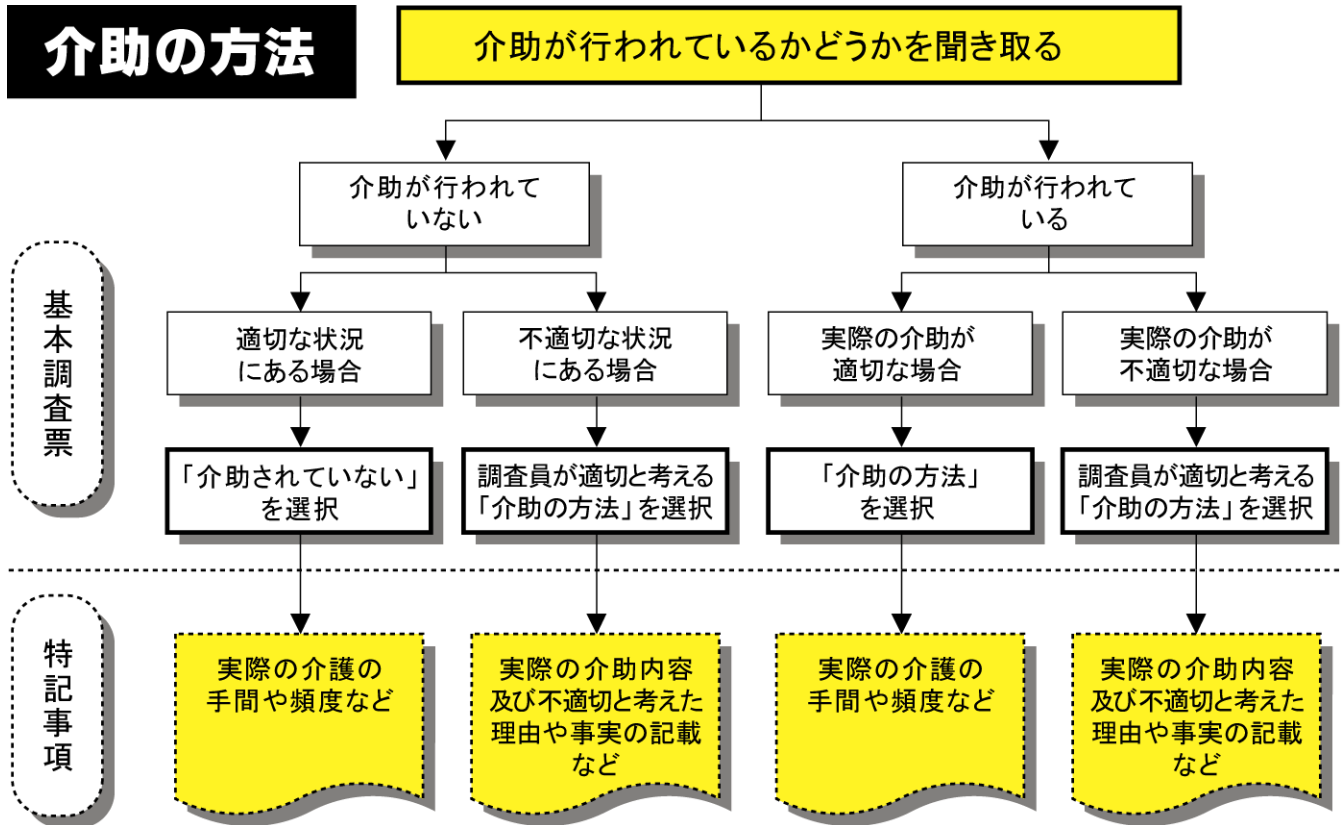 介助の方法
介助が行われているかどうかを聞き取る
介助が行われて
いない
介助が行われて
いる
基本調査票
適切な状況
にある場合
不適切な状況
にある場合
実際の介助が
適切な場合
実際の介助が
不適切な場合
「介助されていない」
を選択
調査員が適切と考える
「介助の方法」を選択
「介助の方法」
を選択
調査員が適切と考える
「介助の方法」を選択
特記事項
実際の介護の
手間や頻度など
実際の介助内容
及び不適切と考えた
理由や事実の記載
など
実際の介護の
手間や頻度など
実際の介助内容
及び不適切と考えた
理由や事実の記載
など